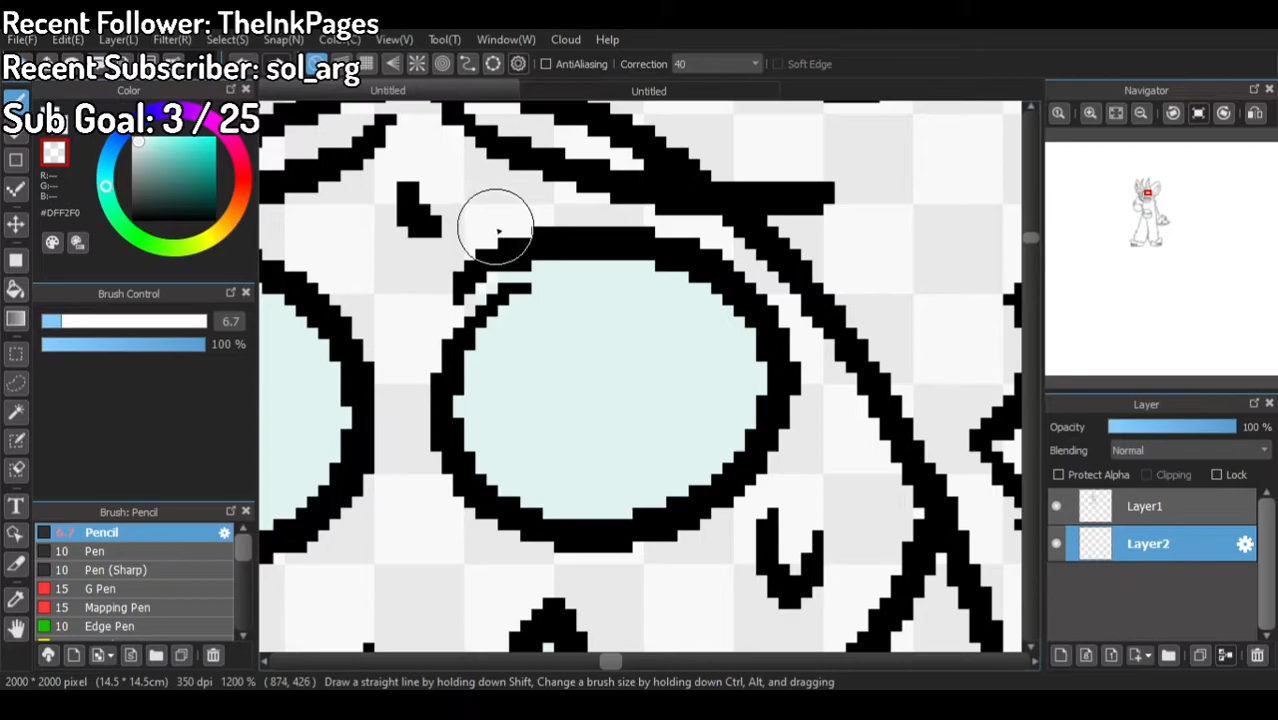 Recent Follower: TheInkPages
File(F) Edit(E) Layer(L) Filter(R) Select(S) Snap(N) Color(C) View(V) Tool(T) Window(W) Cloud Help
Recent Subscriber: sol_arg
AntiAliasing Correction 40 Soft Edge
Sub Goal: 3 / 25
Color
Untitled
Untitled
Navigator
R:---
G:---
B:---
#DFF2F0
Brush Control
6.7
100 %
Brush: Pencil
6.7 Pencil
10 Pen
10 Pen (Sharp)
15 G Pen
15 Mapping Pen
10 Edge Pen
Layer
Opacity 100 %
Blending Normal
Protect Alpha Clipping Lock
Layer1
Layer2
2000 * 2000 pixel (14.5 * 14.5cm) 350 dpi 1200 % (874, 426) Draw a straight line by holding down Shift, Change a brush size by holding down Ctrl, Alt, and dragging